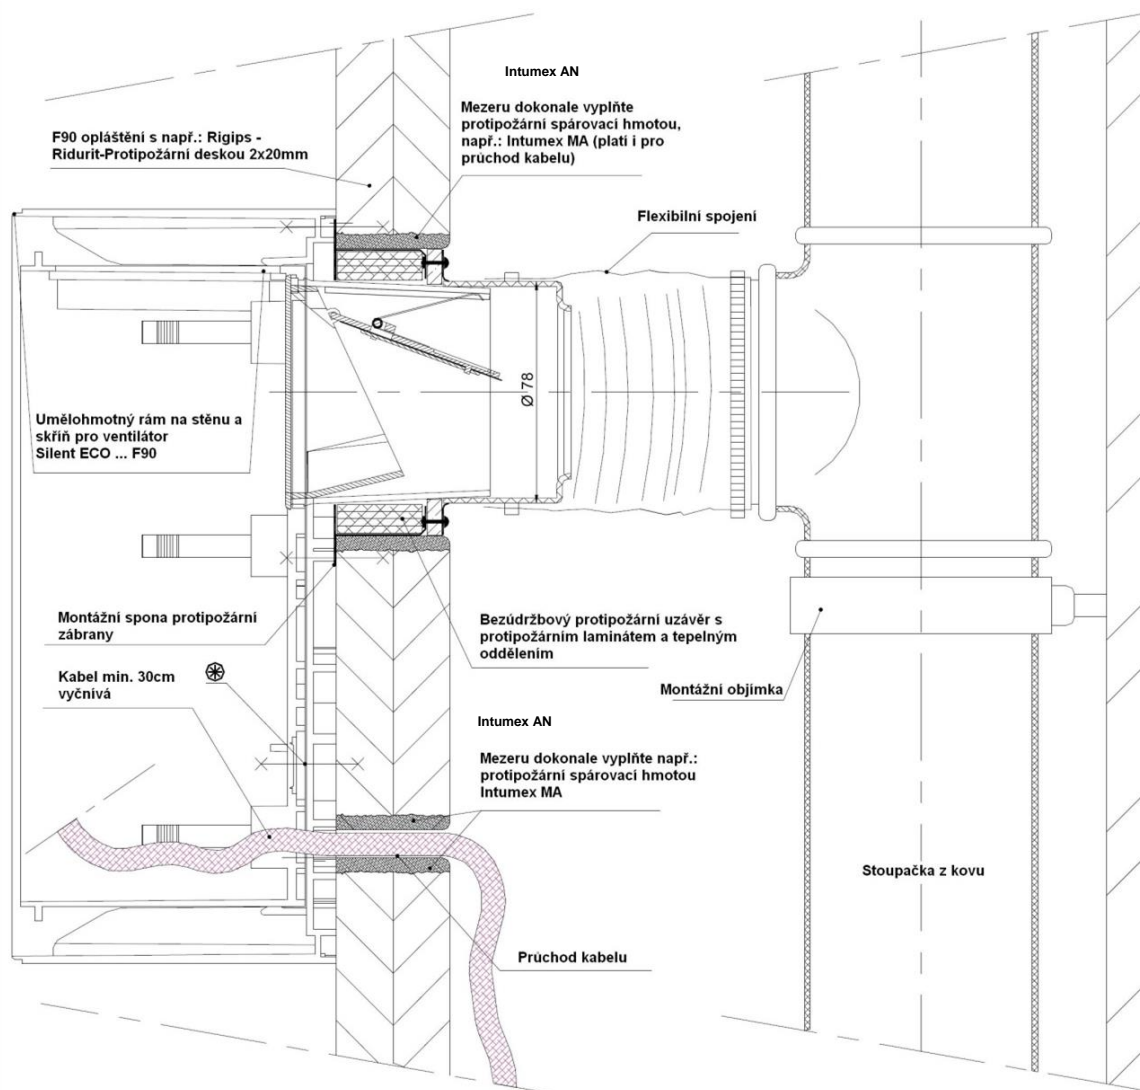 Intumex AN
Mezeru dokonale vyplňte
protipožární spárovací hmotou,
např.: Intumex MA (platí i pro
průchod kabelu)
F90 opláštění s např.: Rigips -
Ridurit-Protipožární deskou 2x20mm
Flexibilní spojení
Ø 78
Umělohmotný rám na stěnu a
skříň pro ventilátor
Silent ECO ... F90
Montážní spona protipožární
zábrany
Bezúdržbový protipožární uzávěr s
protipožárním laminátem a tepelným
oddělením
Kabel min. 30cm
vyčnívá
Montážní objímka
Intumex AN
Mezeru dokonale vyplňte např.:
protipožární spárovací hmotou
Intumex MA
Stoupačka z kovu
Průchod kabelu